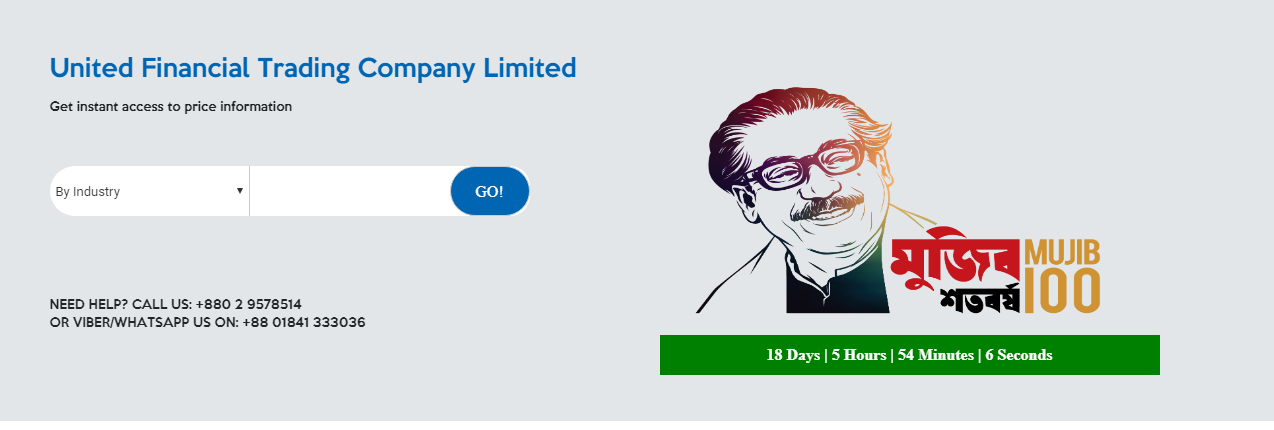 United Financial Trading Company Limited
Get instant access to price information
By Industry
GO!
NEED HELP? CALL US: +880 2 9578514
OR VIBER/WHATSAPP US ON: +88 01841 333036
মুজিব
শতবর্ষ
MUJIB
100
18 Days | 5 Hours | 54 Minutes | 6 Seconds